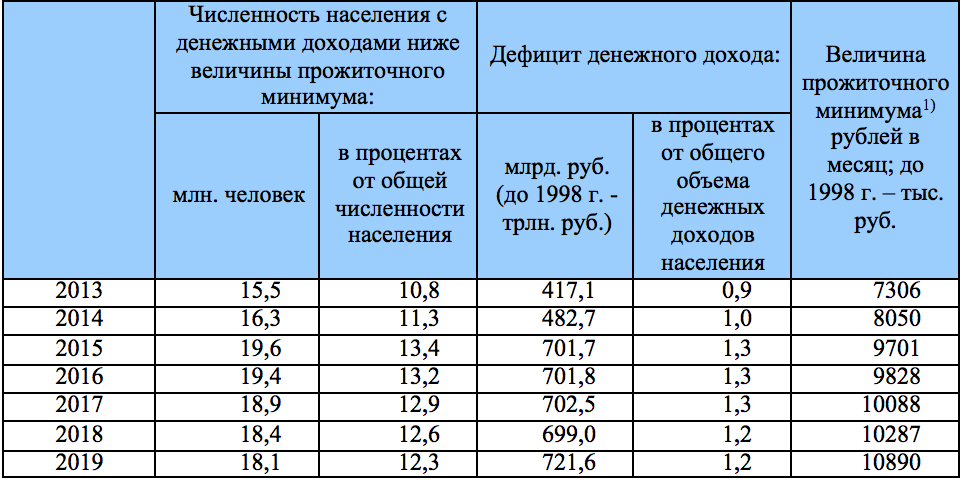 Численность населения с
денежными доходами ниже
величины прожиточного
минимума:
Дефицит денежного дохода:
Величина
прожиточного
минимума1)
рублей в
месяц; до
1998 г. – тыс.
руб.
млн. человек
в процентах
от общей
численности
населения
млрд. руб.
(до 1998 г. -
трлн. руб.)
в процентах
от общего
объема
денежных
доходов
населения
2013 15,5 10,8 417,1 0,9 7306
2014 16,3 11,3 482,7 1,0 8050
2015 19,6 13,4 701,7 1,3 9701
2016 19,4 13,2 701,8 1,3 9828
2017 18,9 12,9 702,5 1,3 10088
2018 18,4 12,6 699,0 1,2 10287
2019 18,1 12,3 721,6 1,2 10890